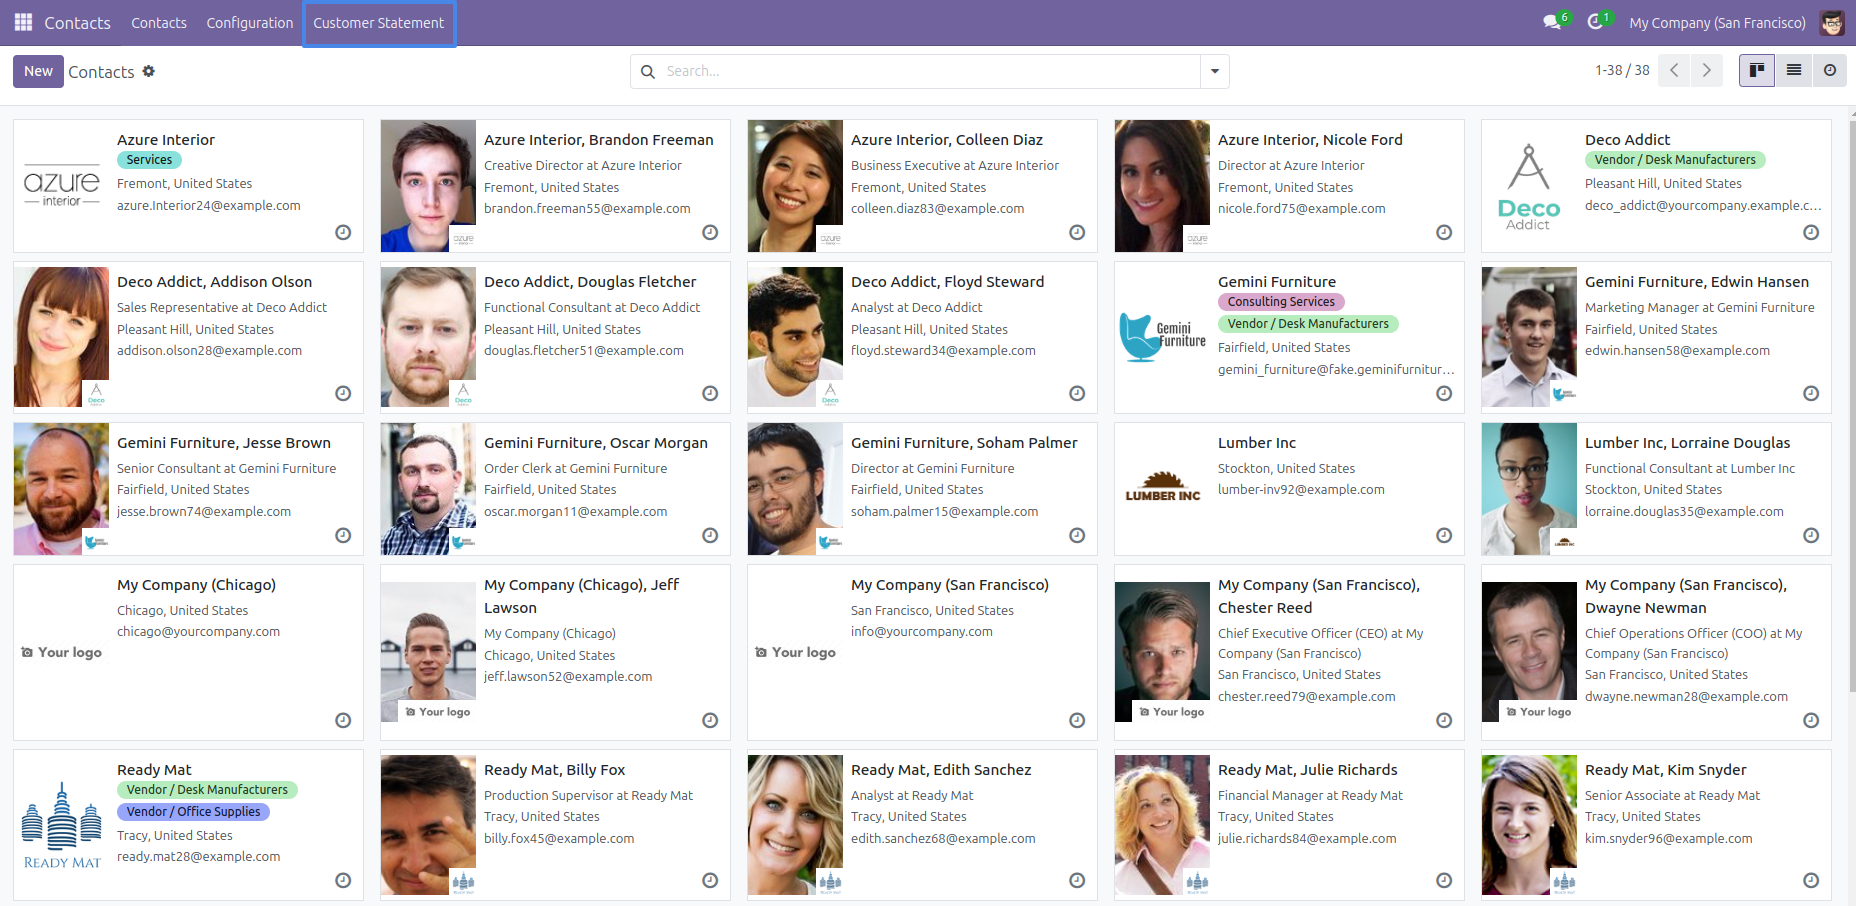 Contacts Contacts Configuration Customer Statement 6 1 My Company (San Francisco)
New Contacts Search... 1-38 / 38
azure
interior
Azure Interior
Services
Fremont, United States
azure.Interior24@example.com
Azure Interior, Brandon Freeman
Creative Director at Azure Interior
Fremont, United States
brandon.freeman55@example.com
azure
Azure Interior, Colleen Diaz
Business Executive at Azure Interior
Fremont, United States
colleen.diaz83@example.com
azure
Azure Interior, Nicole Ford
Director at Azure Interior
Fremont, United States
nicole.ford75@example.com
azure
Deco
Addict
Deco Addict
Vendor / Desk Manufacturers
Pleasant Hill, United States
deco_addict@yourcompany.example.c...
Deco Addict, Addison Olson
Sales Representative at Deco Addict
Pleasant Hill, United States
addison.olson28@example.com
Deco
Deco Addict, Douglas Fletcher
Functional Consultant at Deco Addict
Pleasant Hill, United States
douglas.fletcher51@example.com
Deco
Deco Addict, Floyd Steward
Analyst at Deco Addict
Pleasant Hill, United States
floyd.steward34@example.com
Deco
Gemini
Furniture
Gemini Furniture
Consulting Services
Vendor / Desk Manufacturers
Fairfield, United States
gemini_furniture@fake.geminifurnitur...
Gemini Furniture, Edwin Hansen
Marketing Manager at Gemini Furniture
Fairfield, United States
edwin.hansen58@example.com
Gemini Furniture, Jesse Brown
Senior Consultant at Gemini Furniture
Fairfield, United States
jesse.brown74@example.com
Gemini Furniture, Oscar Morgan
Order Clerk at Gemini Furniture
Fairfield, United States
oscar.morgan11@example.com
Gemini Furniture, Soham Palmer
Director at Gemini Furniture
Fairfield, United States
soham.palmer15@example.com
LUMBER INC
Lumber Inc
Stockton, United States
lumber-inv92@example.com
Lumber Inc, Lorraine Douglas
Functional Consultant at Lumber Inc
Stockton, United States
lorraine.douglas35@example.com
LUMBER INC
Your logo
My Company (Chicago)
Chicago, United States
chicago@yourcompany.com
My Company (Chicago), Jeff
Lawson
My Company (Chicago)
Chicago, United States
jeff.lawson52@example.com
Your logo
Your logo
My Company (San Francisco)
San Francisco, United States
info@yourcompany.com
My Company (San Francisco),
Chester Reed
Chief Executive Officer (CEO) at My
Company (San Francisco)
San Francisco, United States
chester.reed79@example.com
Your logo
My Company (San Francisco),
Dwayne Newman
Chief Operations Officer (COO) at My
Company (San Francisco)
San Francisco, United States
dwayne.newman28@example.com
Your logo
READY MAT
Ready Mat
Vendor / Desk Manufacturers
Vendor / Office Supplies
Tracy, United States
ready.mat28@example.com
Ready Mat, Billy Fox
Production Supervisor at Ready Mat
Tracy, United States
billy.fox45@example.com
READY MAT
Ready Mat, Edith Sanchez
Analyst at Ready Mat
Tracy, United States
edith.sanchez68@example.com
READY MAT
Ready Mat, Julie Richards
Financial Manager at Ready Mat
Tracy, United States
julie.richards84@example.com
READY MAT
Ready Mat, Kim Snyder
Senior Associate at Ready Mat
Tracy, United States
kim.snyder96@example.com
READY MAT